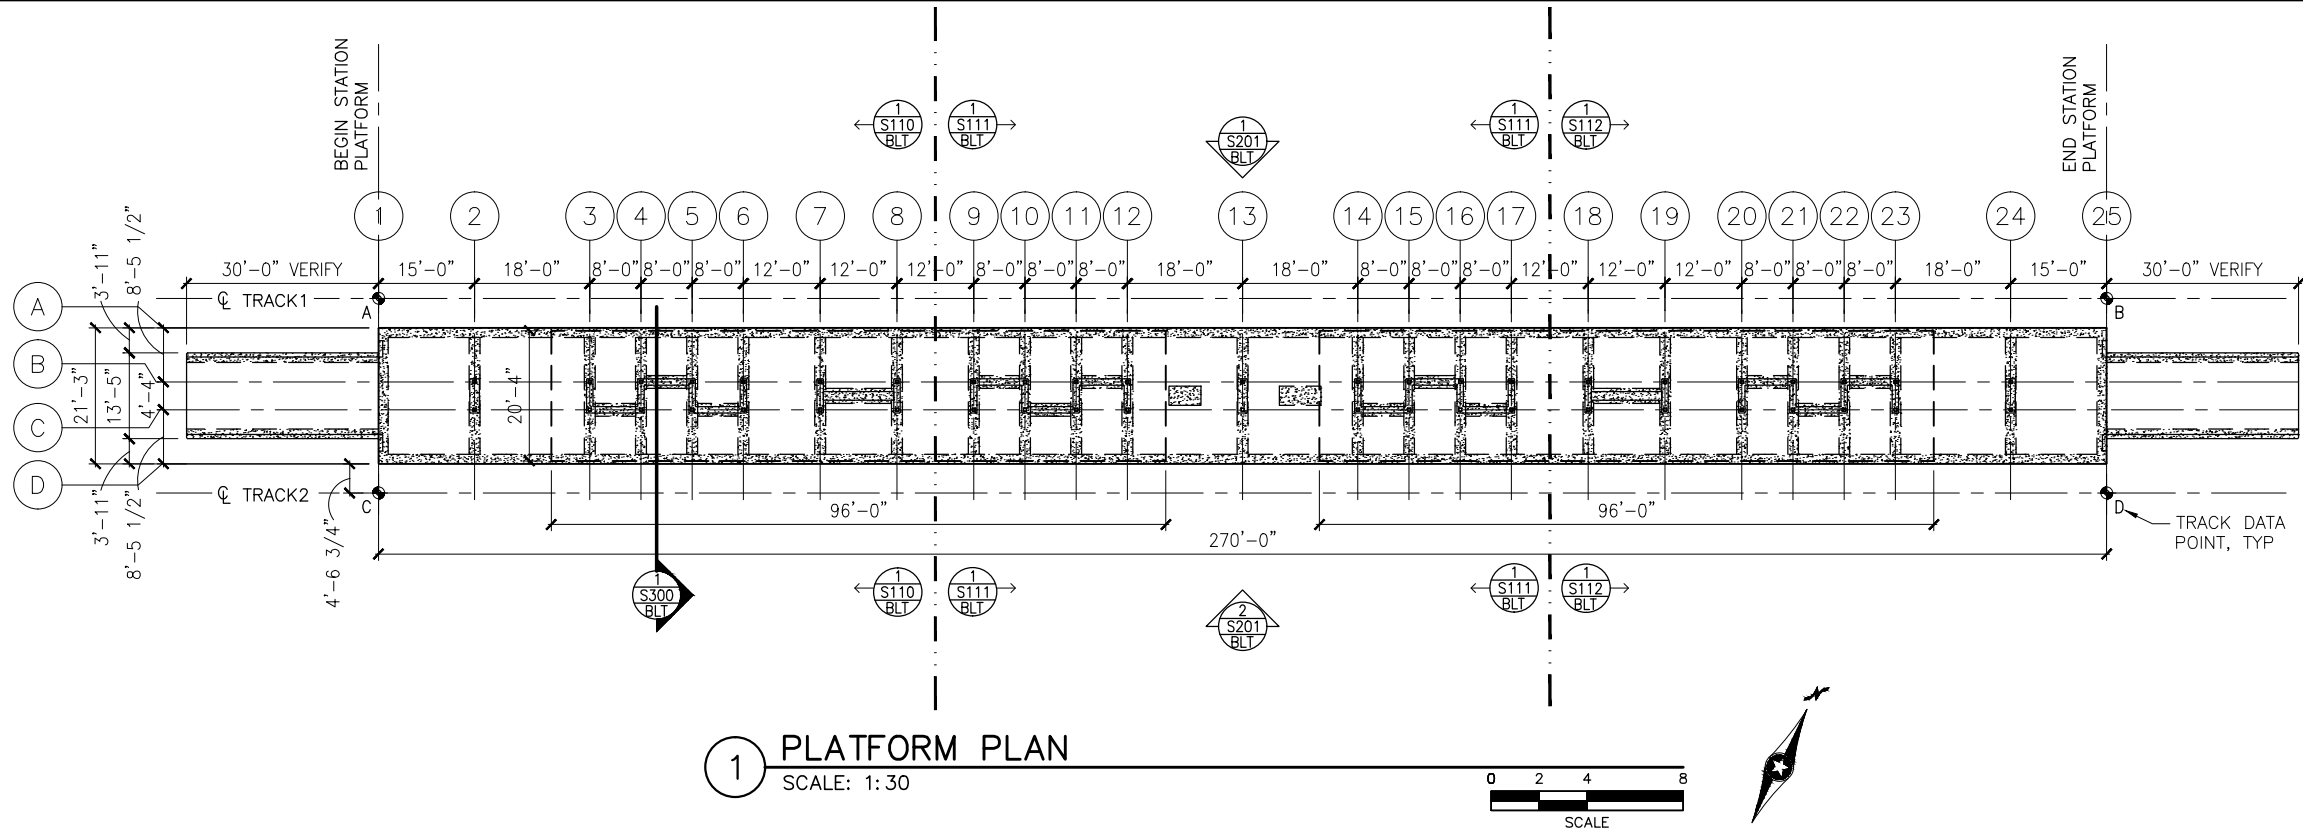 BEGIN STATION
PLATFORM
END STATION
PLATFORM
1
S110
BLT
1
S111
BLT
1
S201
BLT
1
S111
BLT
1
S112
BLT
1 2 3 4 5 6 7 8 9 10 11 12 13 14 15 16 17 18 19 20 21 22 23 24 25
30'-0" VERIFY 15'-0" 18'-0" 8'-0" 8'-0" 8'-0" 12'-0" 12'-0" 12'-0" 8'-0" 8'-0" 8'-0" 18'-0" 18'-0" 8'-0" 8'-0" 8'-0" 12'-0" 12'-0" 12'-0" 8'-0" 8'-0" 8'-0" 18'-0" 15'-0" 30'-0" VERIFY
3'-11"
8'-5 1/2"
℄ TRACK1
A
B
A
B
C
D
21'-3"
13'-5"
4'-4"
20'-4"
℄ TRACK2
C
D
3'-11"
8'-5 1/2"
4'-6 3/4"
96'-0"
96'-0"
270'-0"
TRACK DATA
POINT, TYP
1
S300
BLT
1
S110
BLT
1
S111
BLT
2
S201
BLT
1
S111
BLT
1
S112
BLT
1
PLATFORM PLAN
SCALE: 1:30
0 2 4 8
SCALE
N